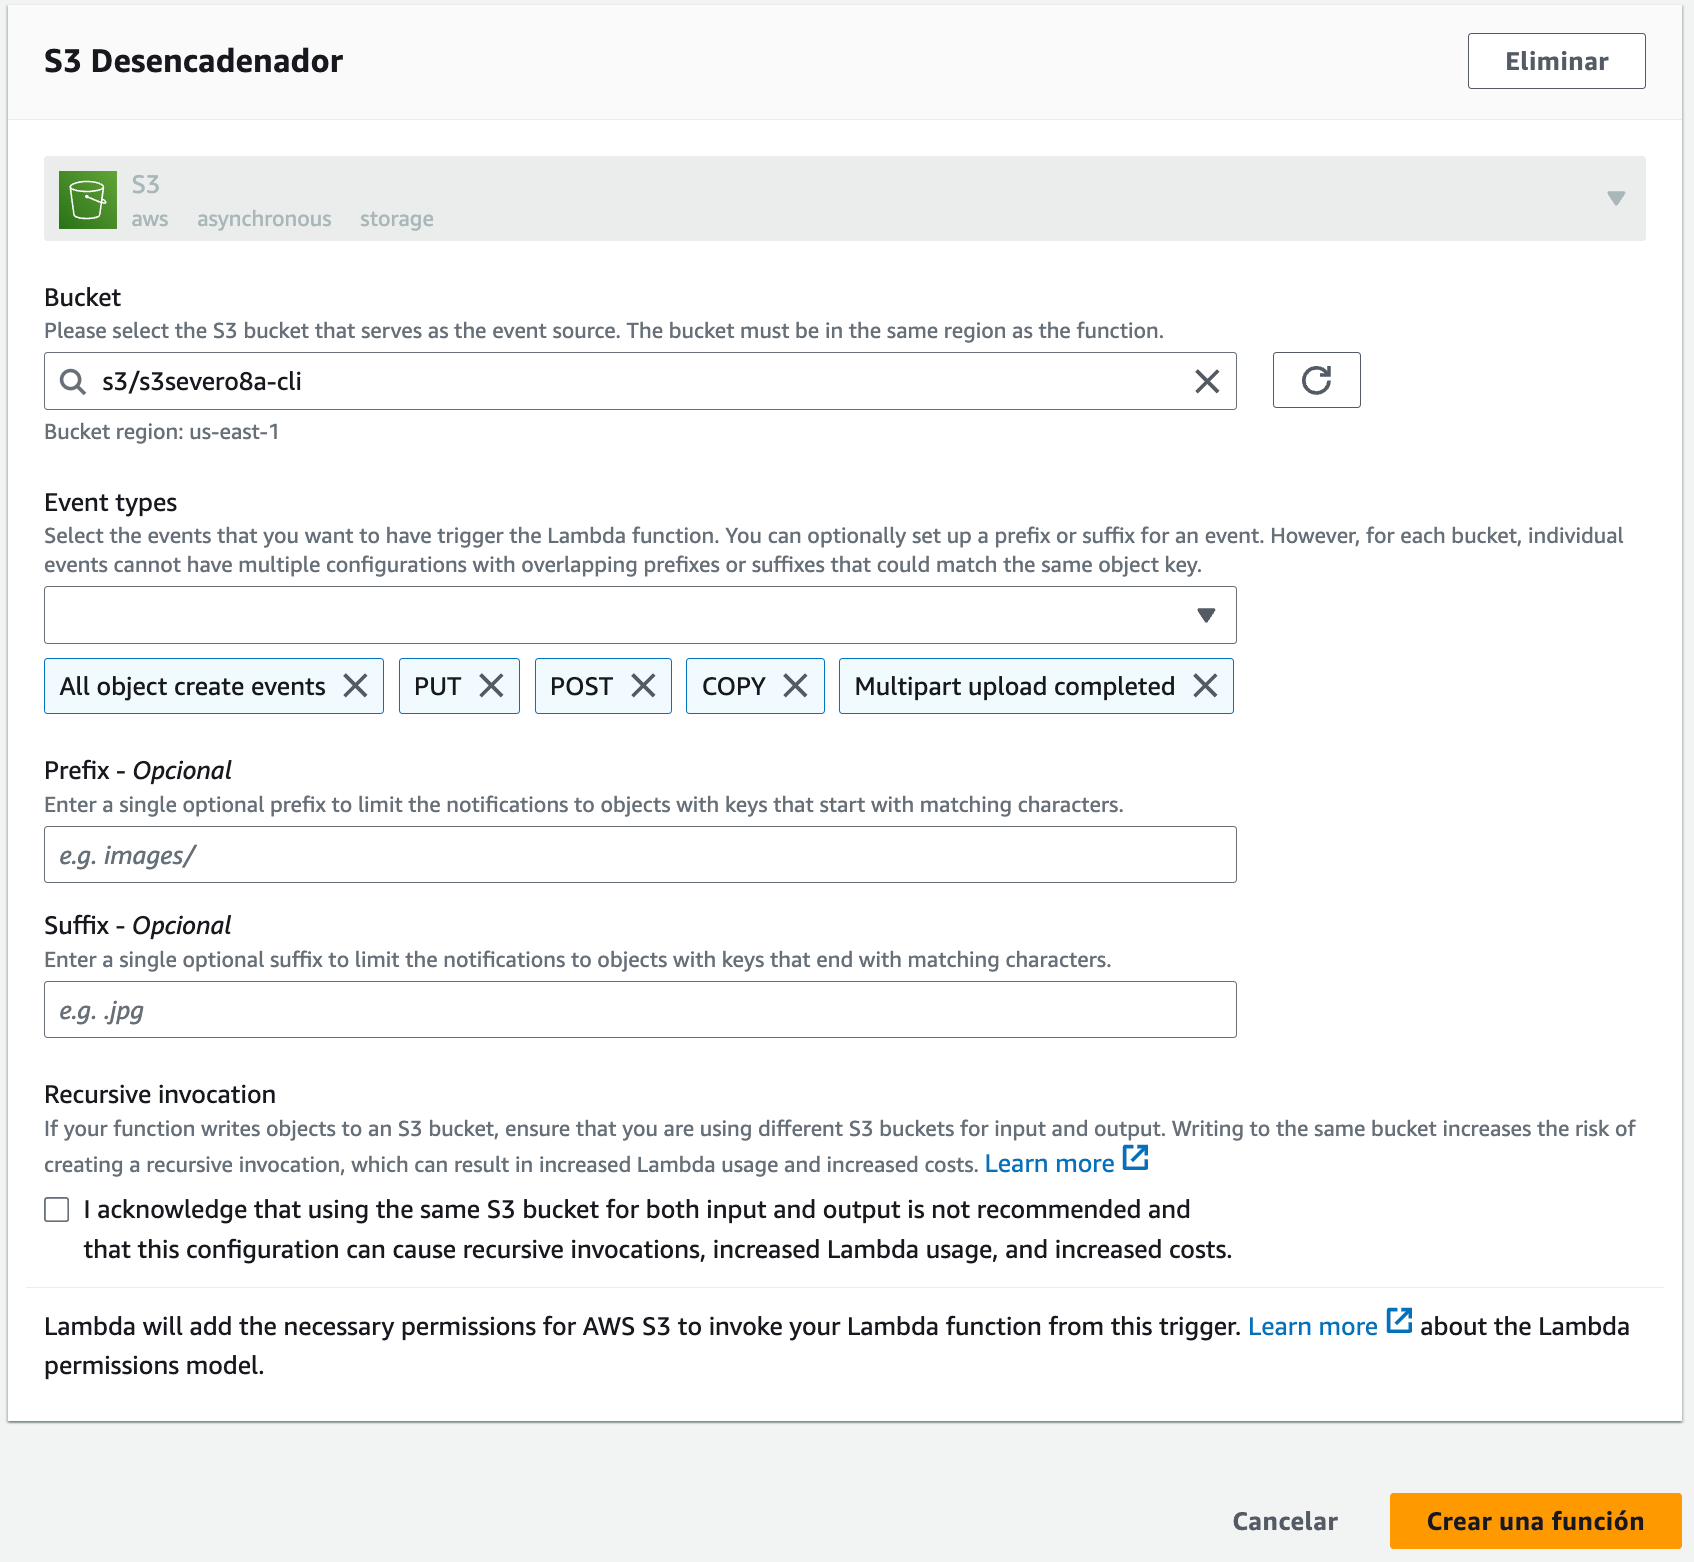 S3 Desencadenador
Eliminar
S3
aws asynchronous storage
Bucket
Please select the S3 bucket that serves as the event source. The bucket must be in the same region as the function.
s3/s3severo8a-cli
Bucket region: us-east-1
Event types
Select the events that you want to have trigger the Lambda function. You can optionally set up a prefix or suffix for an event. However, for each bucket, individual
events cannot have multiple configurations with overlapping prefixes or suffixes that could match the same object key.
All object create events PUT POST COPY Multipart upload completed
Prefix - Opcional
Enter a single optional prefix to limit the notifications to objects with keys that start with matching characters.
e.g. images/
Suffix - Opcional
Enter a single optional suffix to limit the notifications to objects with keys that end with matching characters.
e.g. .jpg
Recursive invocation
If your function writes objects to an S3 bucket, ensure that you are using different S3 buckets for input and output. Writing to the same bucket increases the risk of
creating a recursive invocation, which can result in increased Lambda usage and increased costs. Learn more
I acknowledge that using the same S3 bucket for both input and output is not recommended and
that this configuration can cause recursive invocations, increased Lambda usage, and increased costs.
Lambda will add the necessary permissions for AWS S3 to invoke your Lambda function from this trigger. Learn more about the Lambda
permissions model.
Cancelar
Crear una función